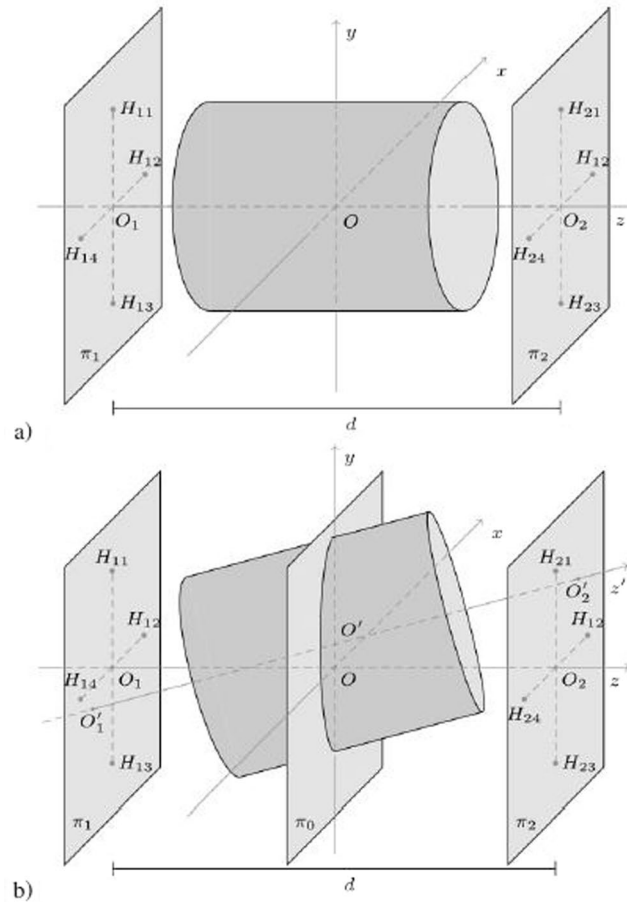 y
x
H₁₁
H₂₁
H₁₂
H₁₂
O₁
O
O₂
z
H₁₄
H₂₄
H₁₃
H₂₃
π₁
π₂
a)
d
y
x
H₁₁
H₂₁
O′₂
z′
H₁₂
H₁₂
O′
H₁₄
O₁
O
O₂
z
O′₁
H₂₄
H₁₃
H₂₃
π₁
π₀
π₂
b)
d